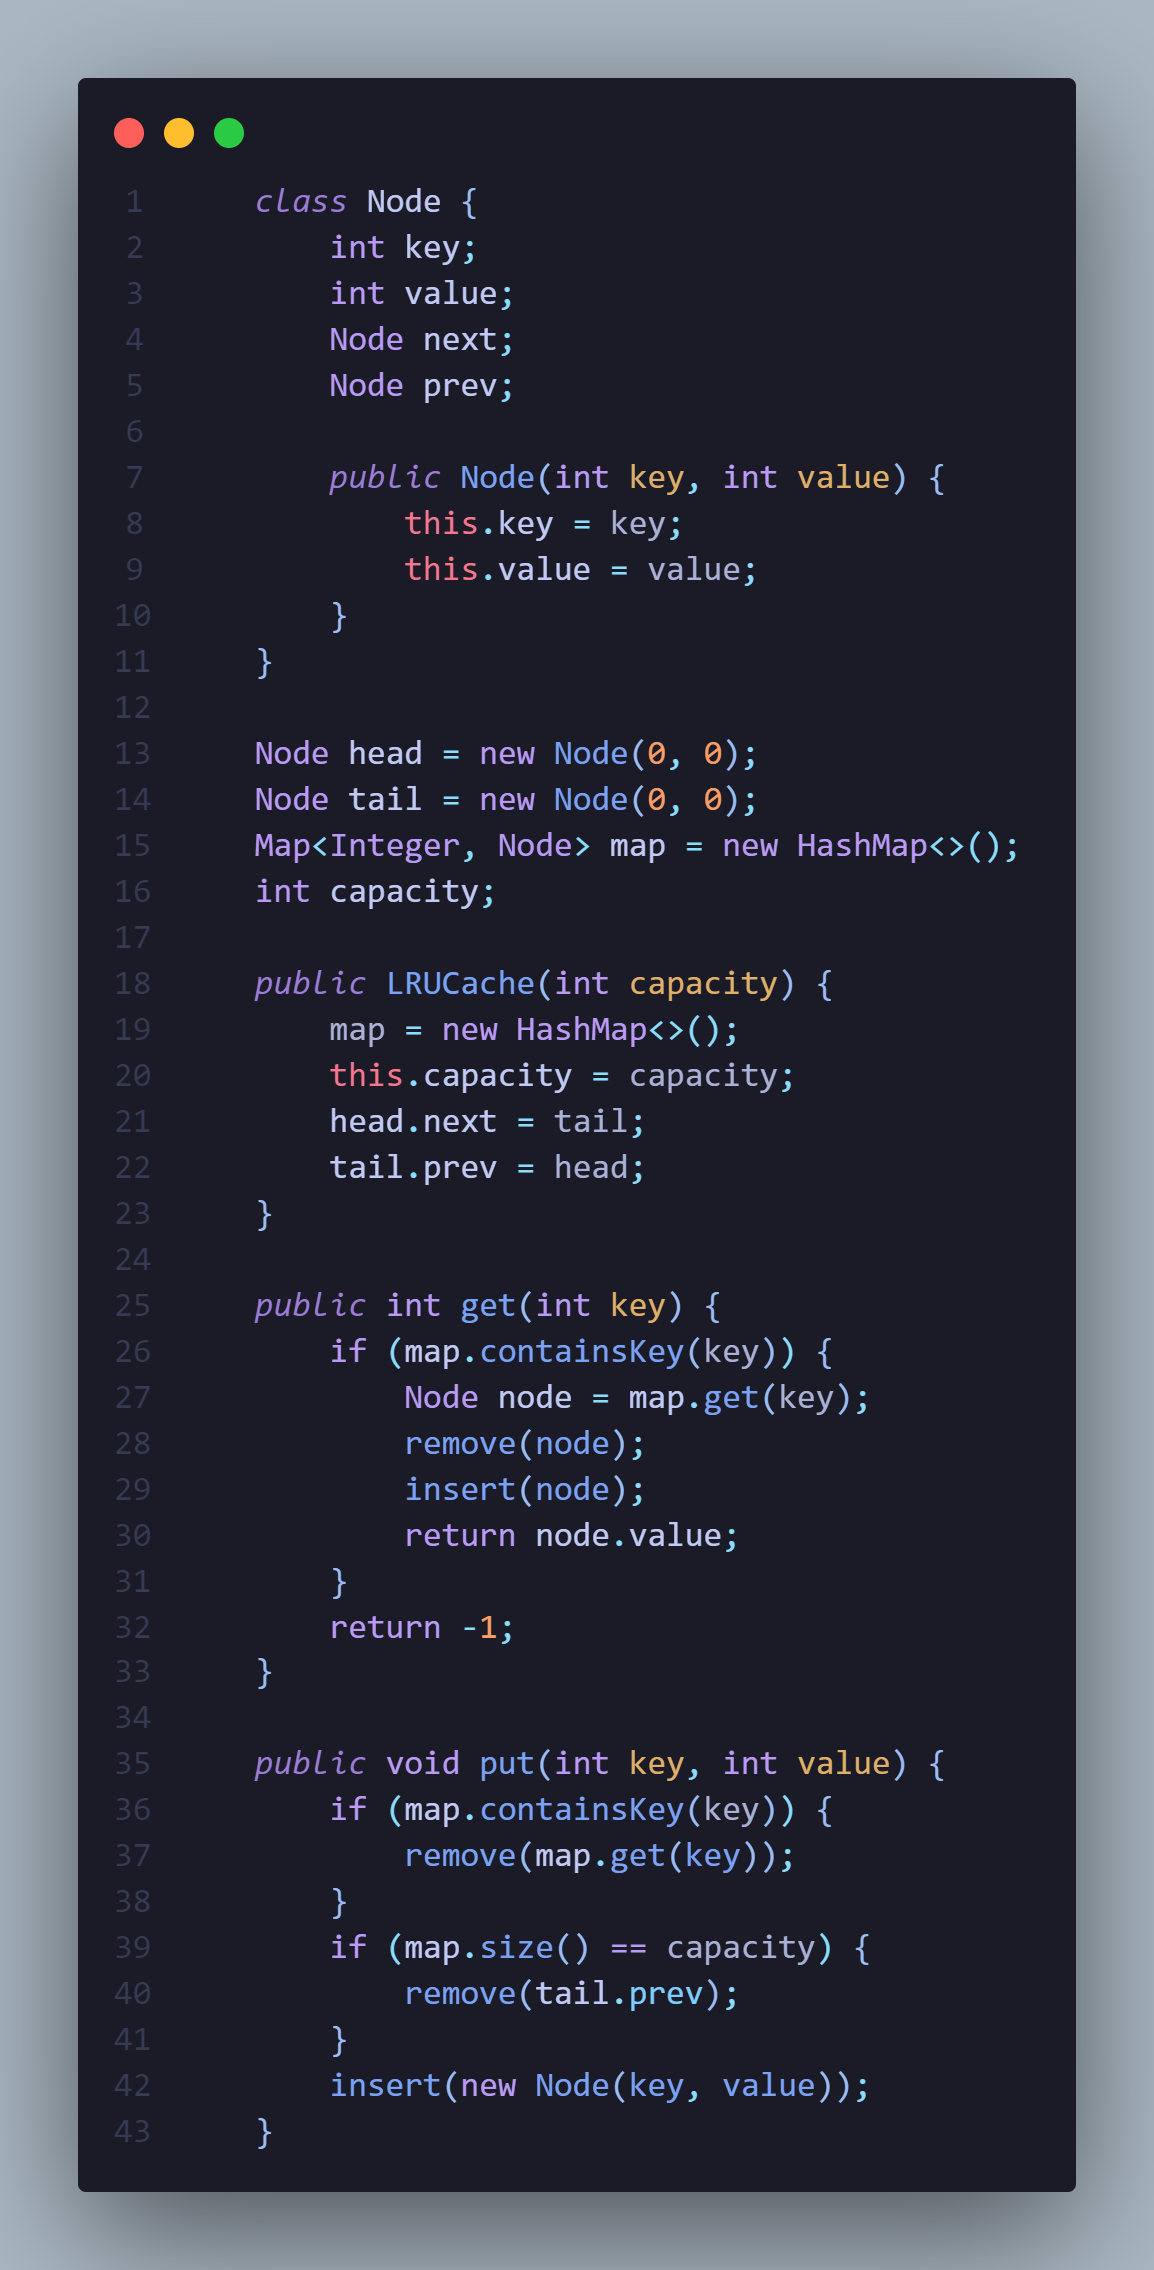 1 class Node {
2 int key;
3 int value;
4 Node next;
5 Node prev;
6
7 public Node(int key, int value) {
8 this.key = key;
9 this.value = value;
10 }
11 }
12
13 Node head = new Node(0, 0);
14 Node tail = new Node(0, 0);
15 Map<Integer, Node> map = new HashMap<>();
16 int capacity;
17
18 public LRUCache(int capacity) {
19 map = new HashMap<>();
20 this.capacity = capacity;
21 head.next = tail;
22 tail.prev = head;
23 }
24
25 public int get(int key) {
26 if (map.containsKey(key)) {
27 Node node = map.get(key);
28 remove(node);
29 insert(node);
30 return node.value;
31 }
32 return -1;
33 }
34
35 public void put(int key, int value) {
36 if (map.containsKey(key)) {
37 remove(map.get(key));
38 }
39 if (map.size() == capacity) {
40 remove(tail.prev);
41 }
42 insert(new Node(key, value));
43 }